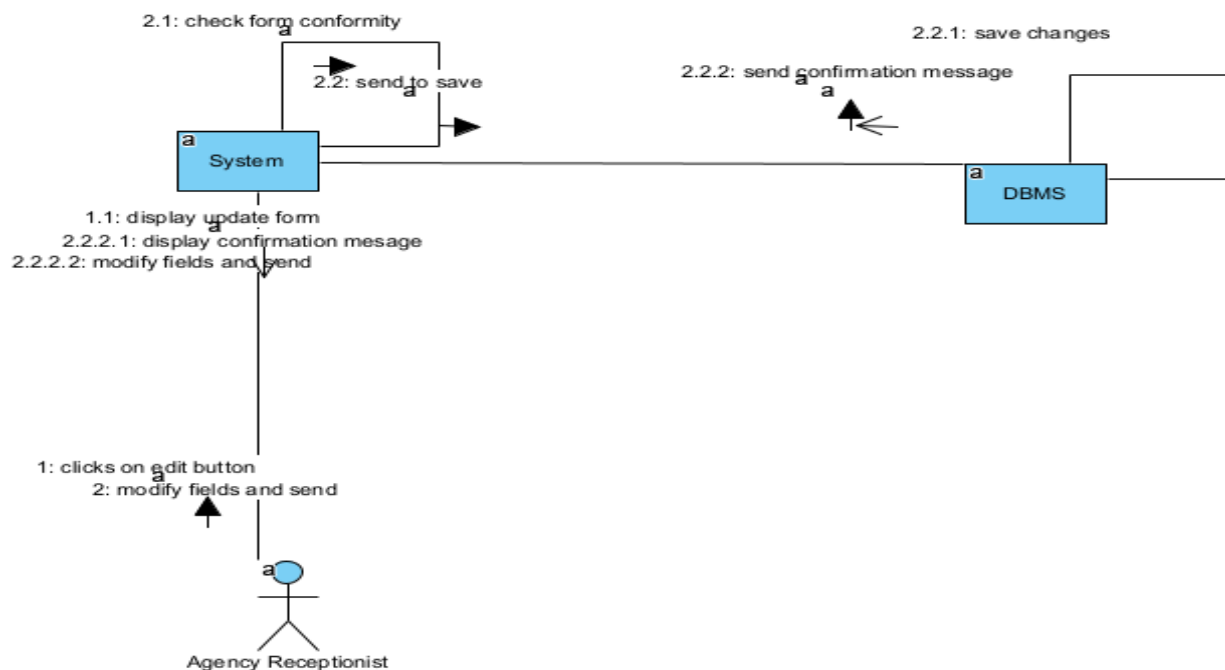 2.1: check form conformity
a
2.2.1: save changes
2.2: send to save
a
2.2.2: send confirmation message
a
a
a
System
a
DBMS
1.1: display update form
a
2.2.2.1: display confirmation mesage
2.2.2.2: modify fields and send
1: clicks on edit button
a
2: modify fields and send
a
Agency Receptionist